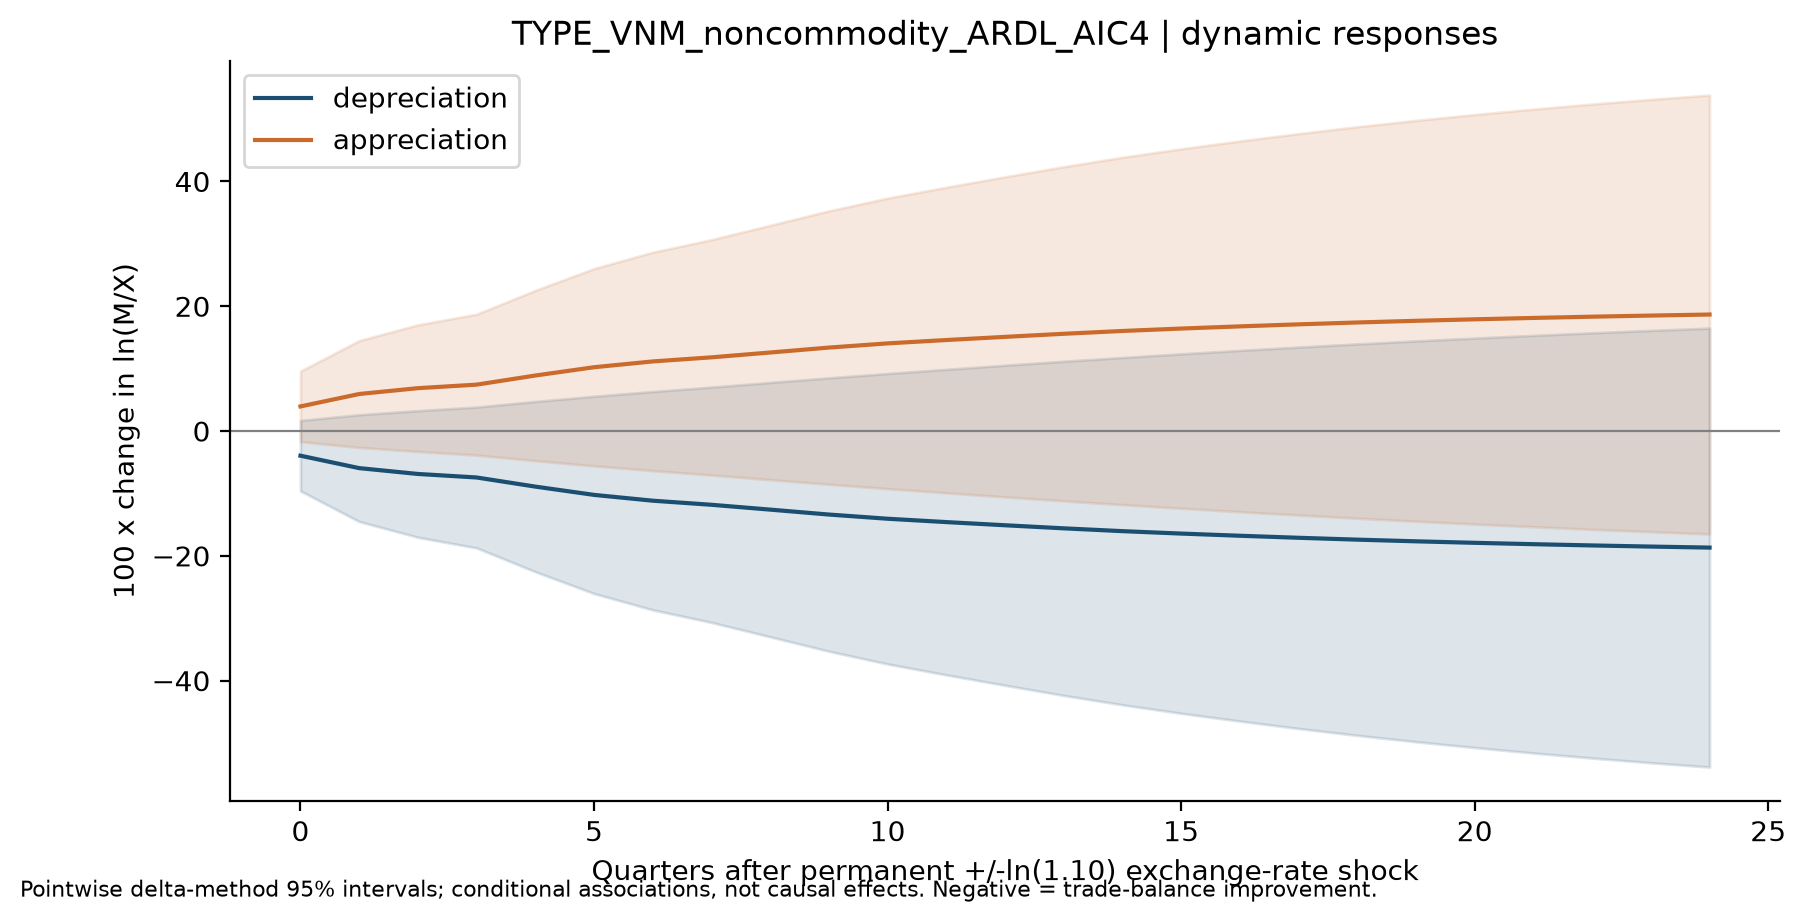 TYPE_VNM_noncommodity_ARDL_AIC4 | dynamic responses
depreciation
appreciation
100 x change in ln(M/X)
40
20
0
−20
−40
0 5 10 15 20 25
Quarters after permanent +/-ln(1.10) exchange-rate shock
Pointwise delta-method 95% intervals; conditional associations, not causal effects. Negative = trade-balance improvement.